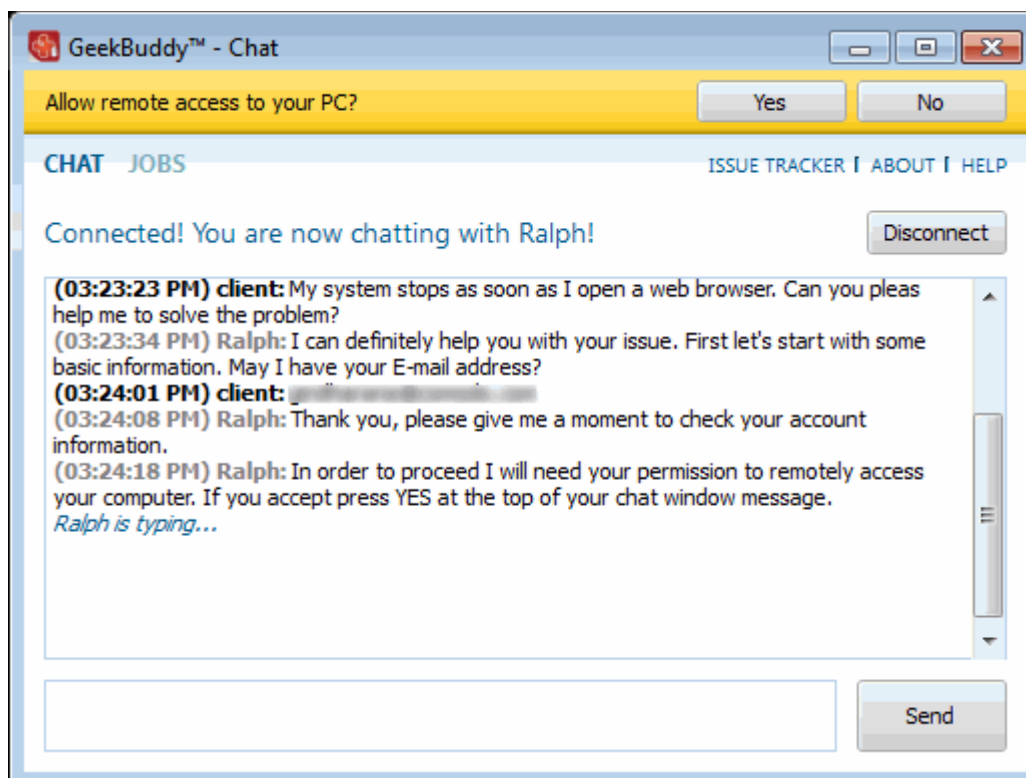 GeekBuddy™ - Chat
Allow remote access to your PC?
Yes
No
CHAT JOBS
ISSUE TRACKER | ABOUT | HELP
Connected! You are now chatting with Ralph!
Disconnect
(03:23:23 PM) client: My system stops as soon as I open a web browser. Can you pleas
help me to solve the problem?
(03:23:34 PM) Ralph: I can definitely help you with your issue. First let's start with some
basic information. May I have your E-mail address?
(03:24:01 PM) client:
(03:24:08 PM) Ralph: Thank you, please give me a moment to check your account
information.
(03:24:18 PM) Ralph: In order to proceed I will need your permission to remotely access
your computer. If you accept press YES at the top of your chat window message.
Ralph is typing...
Send